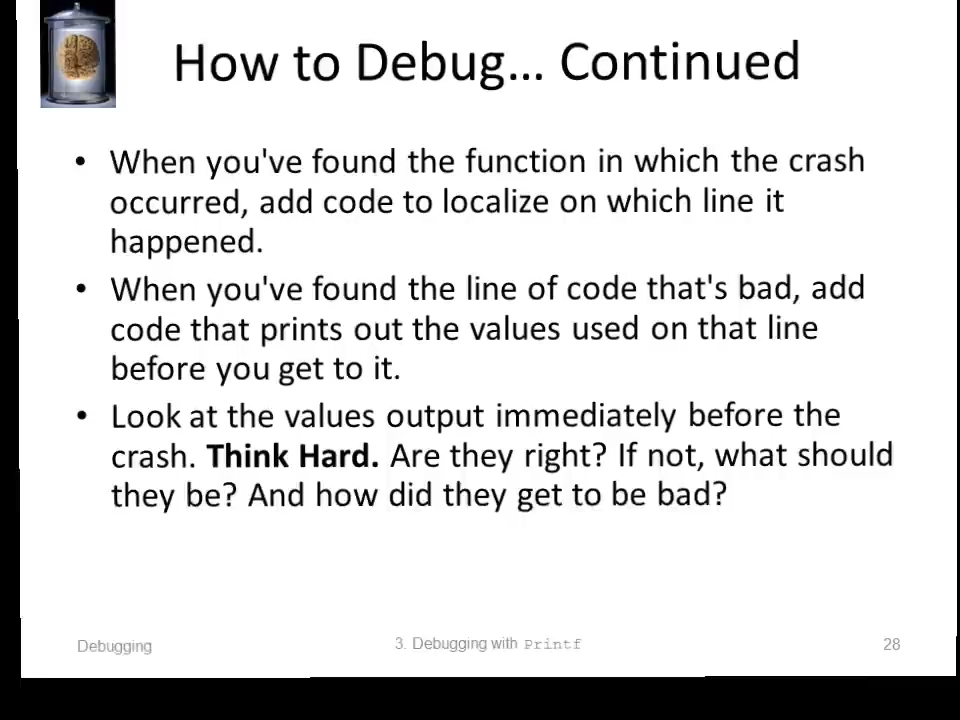 How to Debug... Continued
• When you've found the function in which the crash
occurred, add code to localize on which line it
happened.
• When you've found the line of code that's bad, add
code that prints out the values used on that line
before you get to it.
• Look at the values output immediately before the
crash. Think Hard. Are they right? If not, what should
they be? And how did they get to be bad?
Debugging
3. Debugging with Printf
28